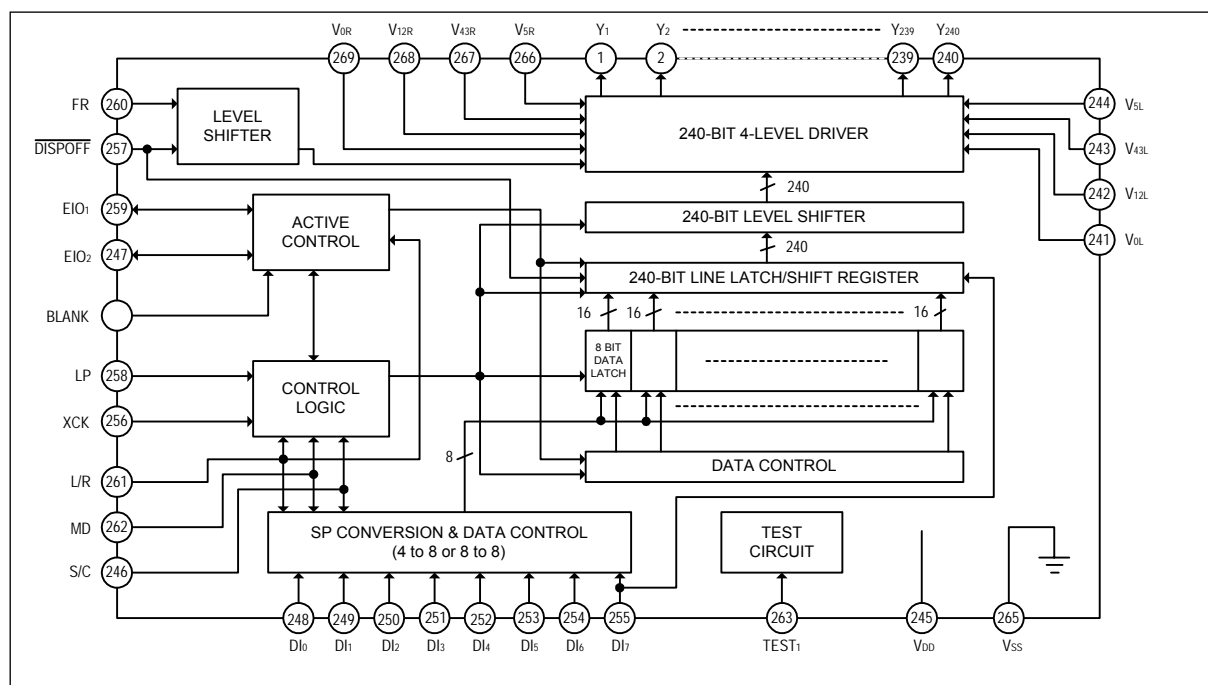 V0R V12R V43R V5R Y1 Y2 Y239 Y240
269 268 267 266 1 2 239 240
FR 260
LEVEL
SHIFTER
DISPOFF 257
240-BIT 4-LEVEL DRIVER
244 V5L
243 V43L
242 V12L
241 V0L
240
EIO1 259
EIO2 247
ACTIVE
CONTROL
240-BIT LEVEL SHIFTER
240
240-BIT LINE LATCH/SHIFT REGISTER
BLANK
16 16 16
LP 258
XCK 256
CONTROL
LOGIC
8 BIT
DATA
LATCH
L/R 261
8
DATA CONTROL
MD 262
S/C 246
SP CONVERSION & DATA CONTROL
(4 to 8 or 8 to 8)
TEST
CIRCUIT
248 249 250 251 252 253 254 255 263 245 265
DI0 DI1 DI2 DI3 DI4 DI5 DI6 DI7 TEST1 VDD VSS